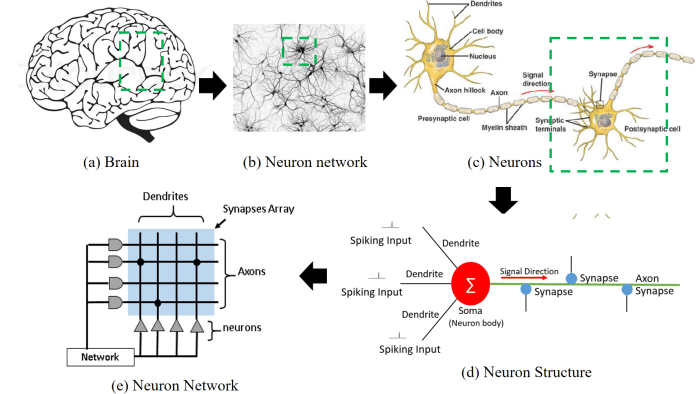 Dendrites
Cell body
Nucleus
Axon hillock
Axon
Signal
direction
Synapse
Presynaptic cell
Myelin sheath
Synaptic
terminals
Postsynaptic cell
(a) Brain
(b) Neuron network
(c) Neurons
Dendrites
Synapses Array
Axons
neurons
Network
(e) Neuron Network
Spiking Input
Dendrite
Spiking Input
Dendrite
Dendrite
Spiking Input
Σ
Soma
(Neuron body)
Signal Direction
Synapse
Synapse
Axon
Synapse
(d) Neuron Structure